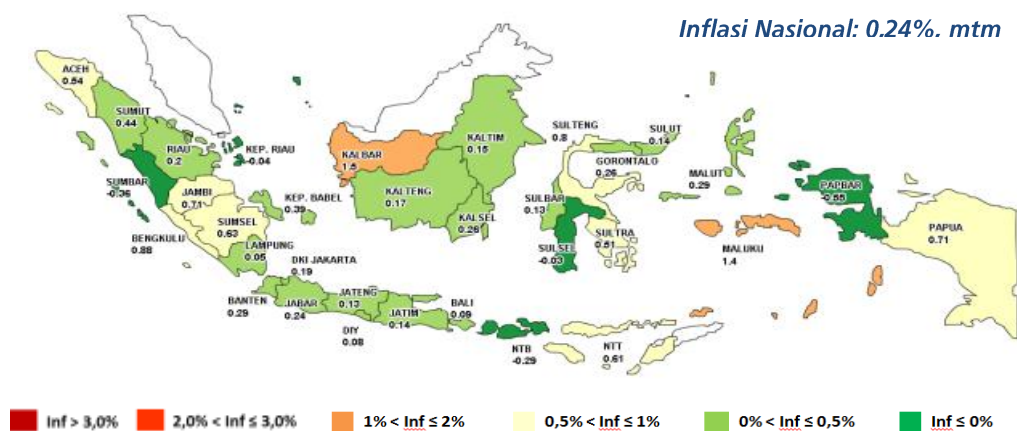 Inflasi Nasional: 0.24%. mtm
ACEH
0.54
SUMUT
0.44
RIAU
0.2
KEP. RIAU
-0.04
SUMBAR
-0.36
JAMBI
0.71
SUMSEL
0.63
KEP. BABEL
0.39
BENGKULU
0.88
LAMPUNG
0.05
DKI JAKARTA
0.19
BANTEN
0.29
JABAR
0.24
JATENG
0.13
DIY
0.08
JATIM
0.14
BALI
0.09
NTB
-0.29
NTT
0.61
KALBAR
1.5
KALTENG
0.17
KALTIM
0.15
KALSEL
0.26
SULTENG
0.8
SULUT
0.14
GORONTALO
0.26
SULBAR
0.13
SULSEL
-0.03
SULTRA
0.51
MALUT
0.29
MALUKU
1.4
PAPBAR
-0.55
PAPUA
0.71
Inf > 3,0%
2,0% < Inf ≤ 3,0%
1% < Inf ≤ 2%
0,5% < Inf ≤ 1%
0% < Inf ≤ 0,5%
Inf ≤ 0%